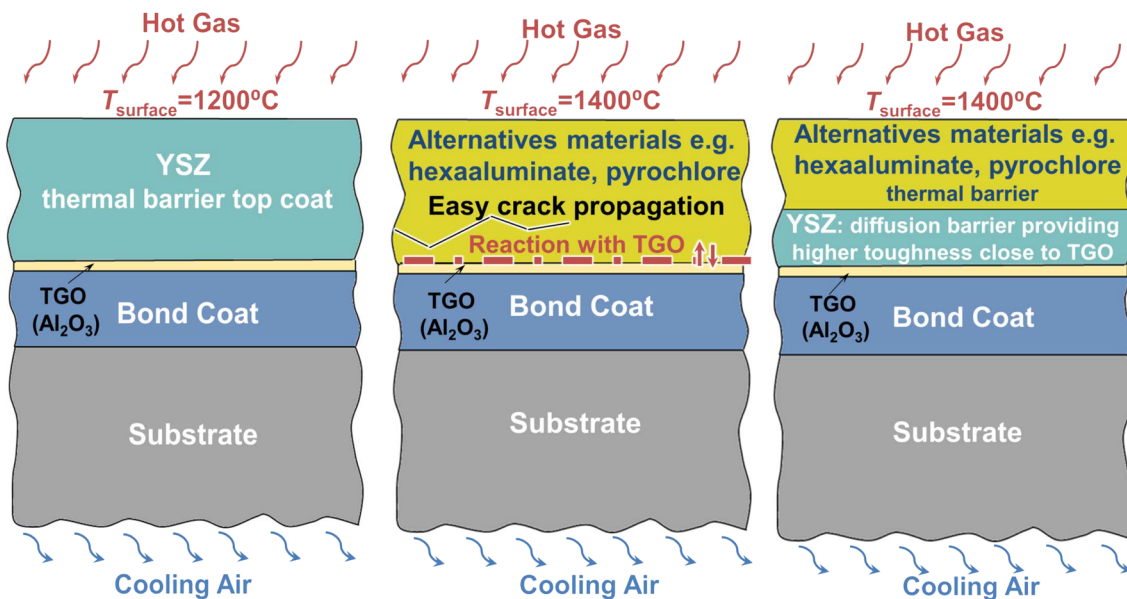 Hot Gas
T surface=1200ºC
YSZ
thermal barrier top coat
TGO
(Al2O3)
Bond Coat
Substrate
Cooling Air
Hot Gas
T surface=1400ºC
Alternatives materials e.g.
hexaaluminate, pyrochlore
Easy crack propagation
Reaction with TGO
TGO
(Al2O3)
Bond Coat
Substrate
Cooling Air
Hot Gas
T surface=1400ºC
Alternatives materials e.g.
hexaaluminate, pyrochlore
thermal barrier
YSZ: diffusion barrier providing
higher toughness close to TGO
TGO
(Al2O3)
Bond Coat
Substrate
Cooling Air